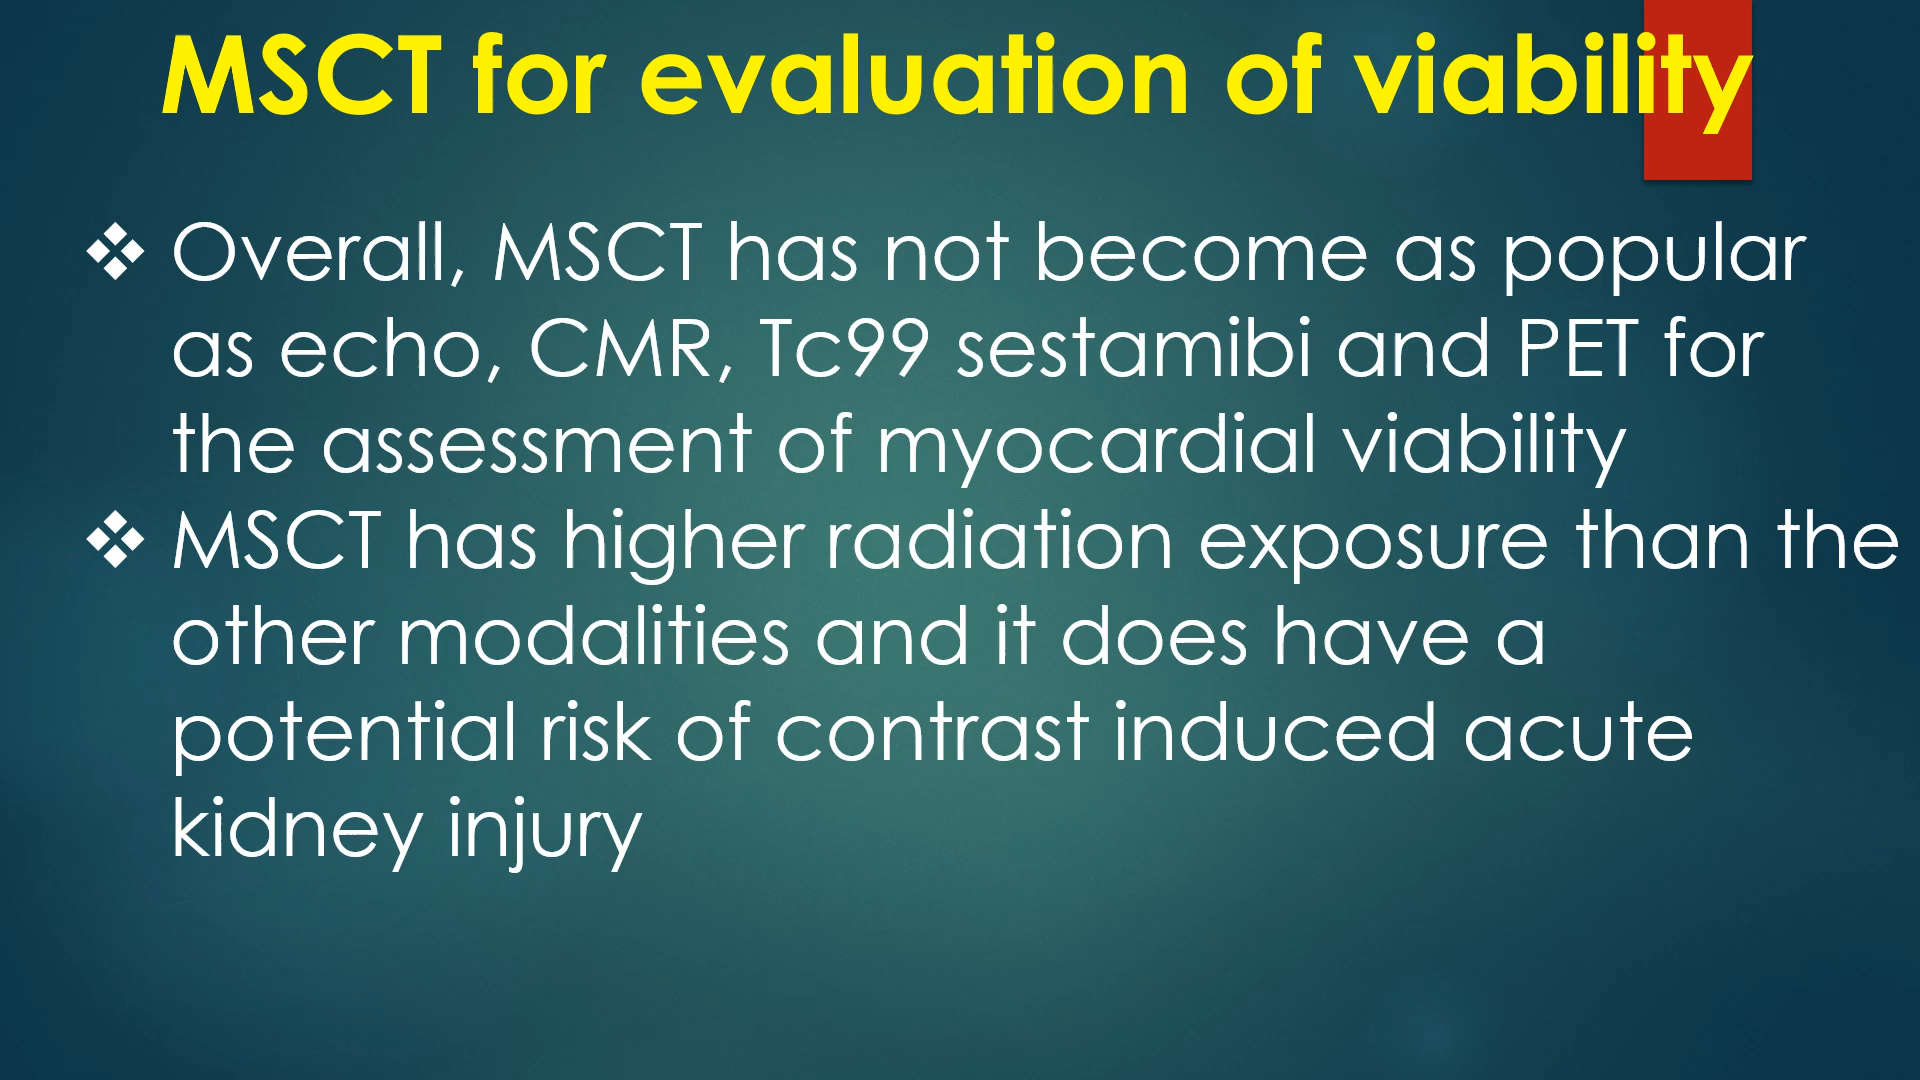 MSCT for evaluation of viability
❖ Overall, MSCT has not become as popular
as echo, CMR, Tc99 sestamibi and PET for
the assessment of myocardial viability
❖ MSCT has higher radiation exposure than the
other modalities and it does have a
potential risk of contrast induced acute
kidney injury